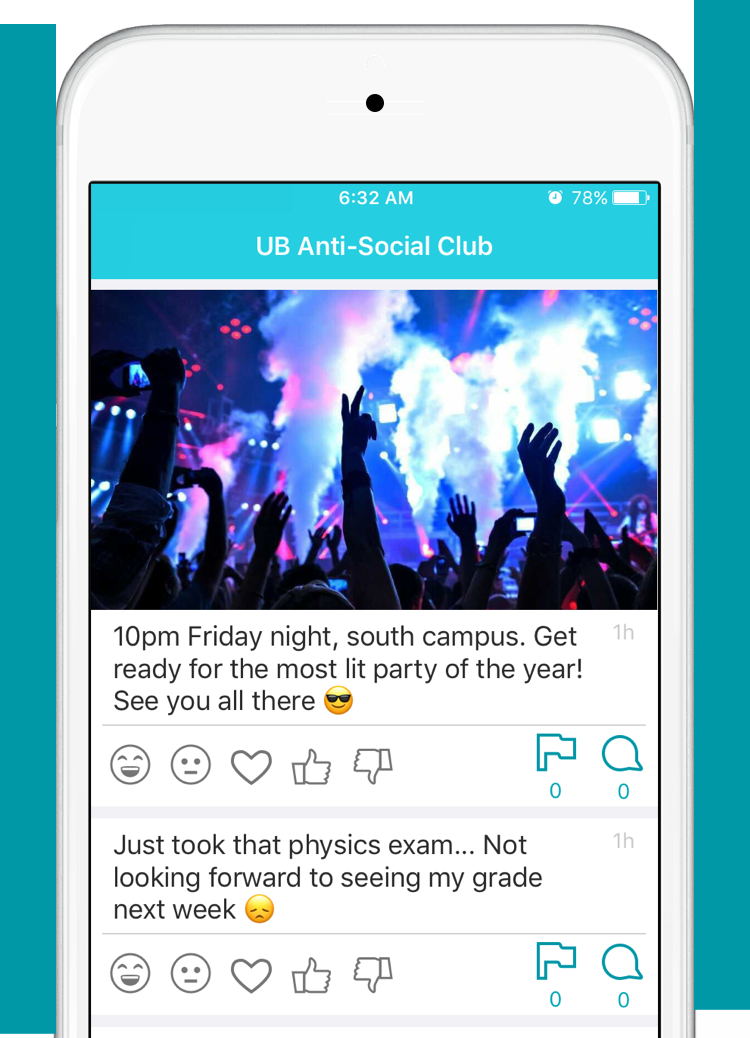 6:32 AM 78%
UB Anti-Social Club
10pm Friday night, south campus. Get 1h
ready for the most lit party of the year!
See you all there 😎
0 0
Just took that physics exam... Not 1h
looking forward to seeing my grade
next week 😞
0 0